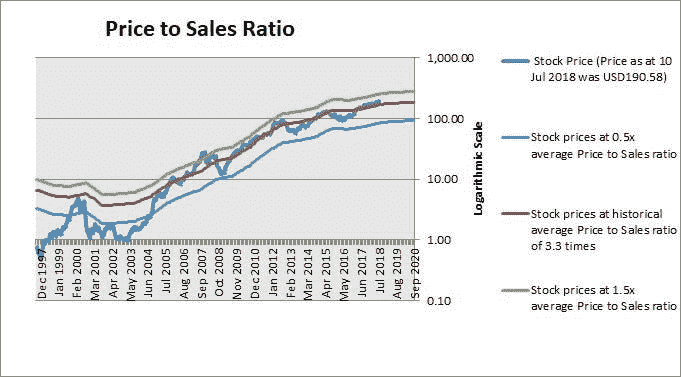 Price to Sales Ratio
1,000.00
100.00
10.00
1.00
0.10
Logarithmic Scale
Dec 1997
Jan 1999
Feb 2000
Mar 2001
Apr 2002
May 2003
Jun 2004
Jul 2005
Aug 2006
Sep 2007
Oct 2008
Nov 2009
Dec 2010
Jan 2012
Feb 2013
Mar 2014
Apr 2015
May 2016
Jun 2017
Jul 2018
Aug 2019
Sep 2020
Stock Price (Price as at 10
Jul 2018 was USD190.58)
Stock prices at 0.5x
average Price to Sales ratio
Stock prices at historical
average Price to Sales ratio
of 3.3 times
Stock prices at 1.5x
average Price to Sales ratio